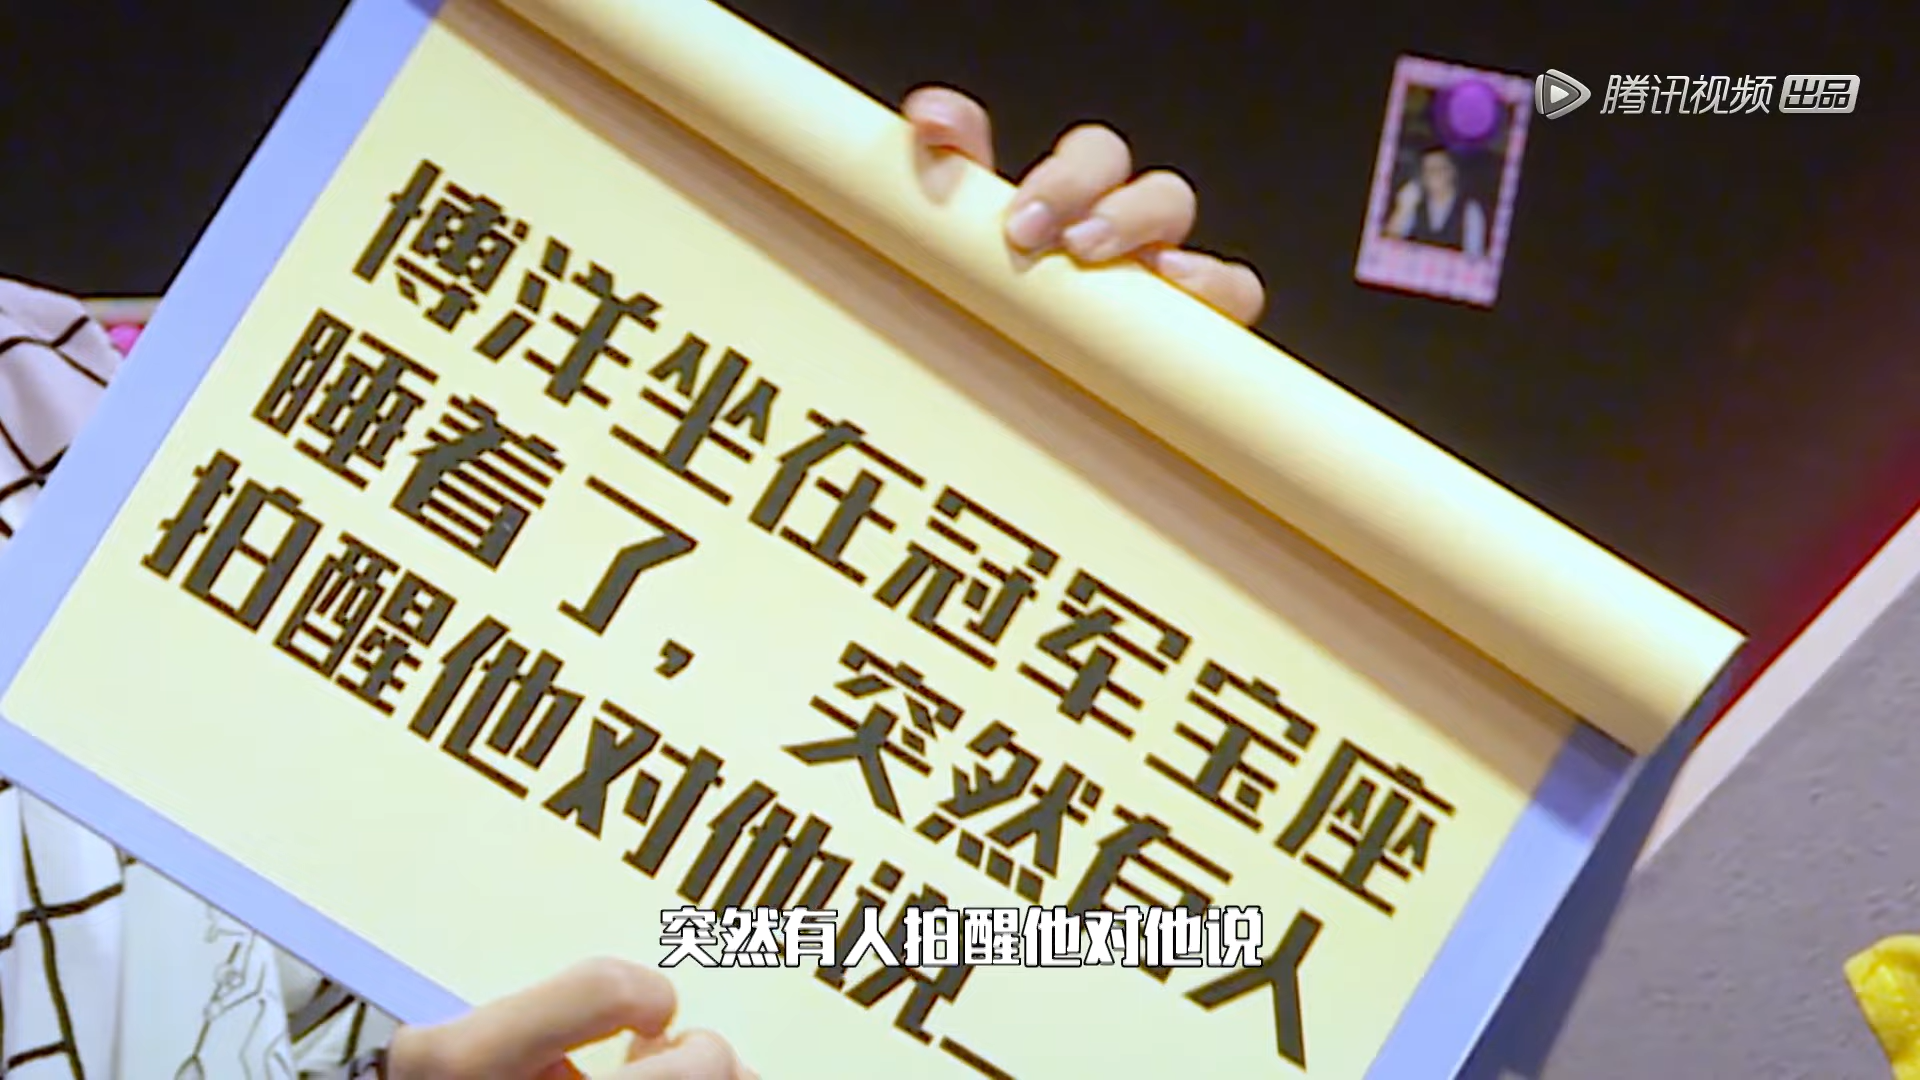 腾讯视频 出品
博洋坐在冠军宝座
睡着了，突然有人
拍醒他对他说
突然有人拍醒他对他说